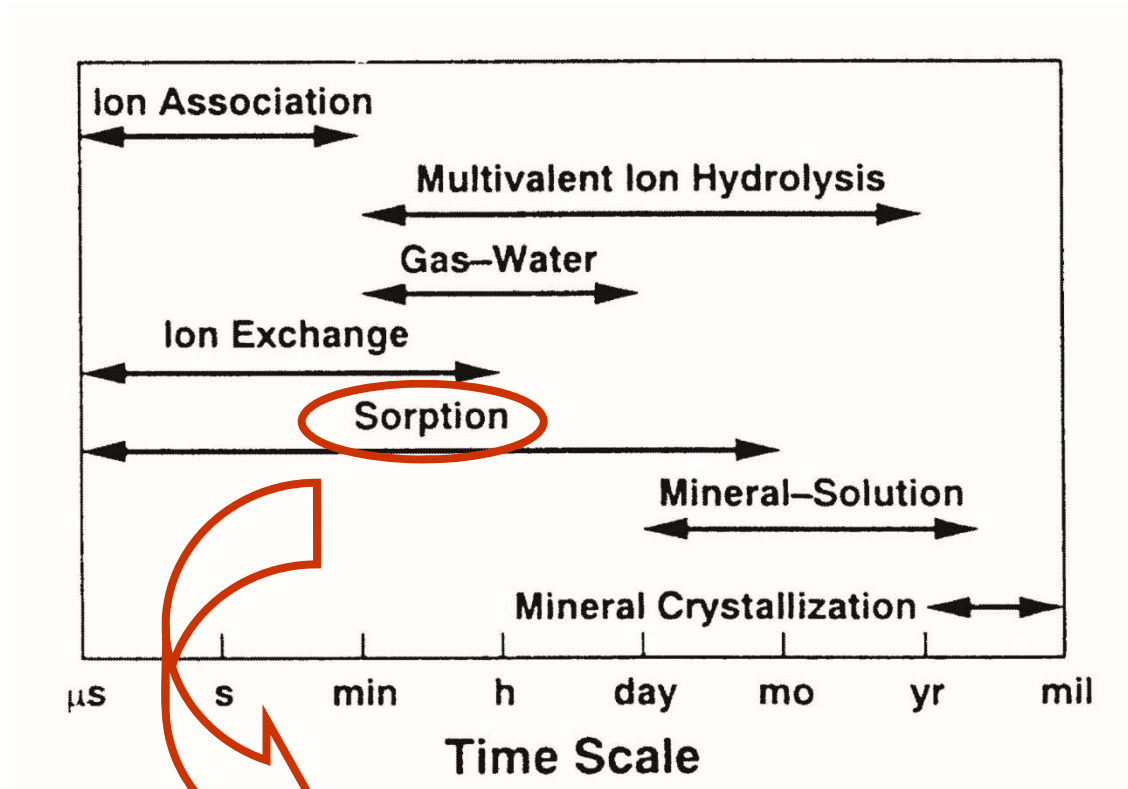 Ion Association
Multivalent Ion Hydrolysis
Gas–Water
Ion Exchange
Sorption
Mineral–Solution
Mineral Crystallization
μs s min h day mo yr mil
Time Scale